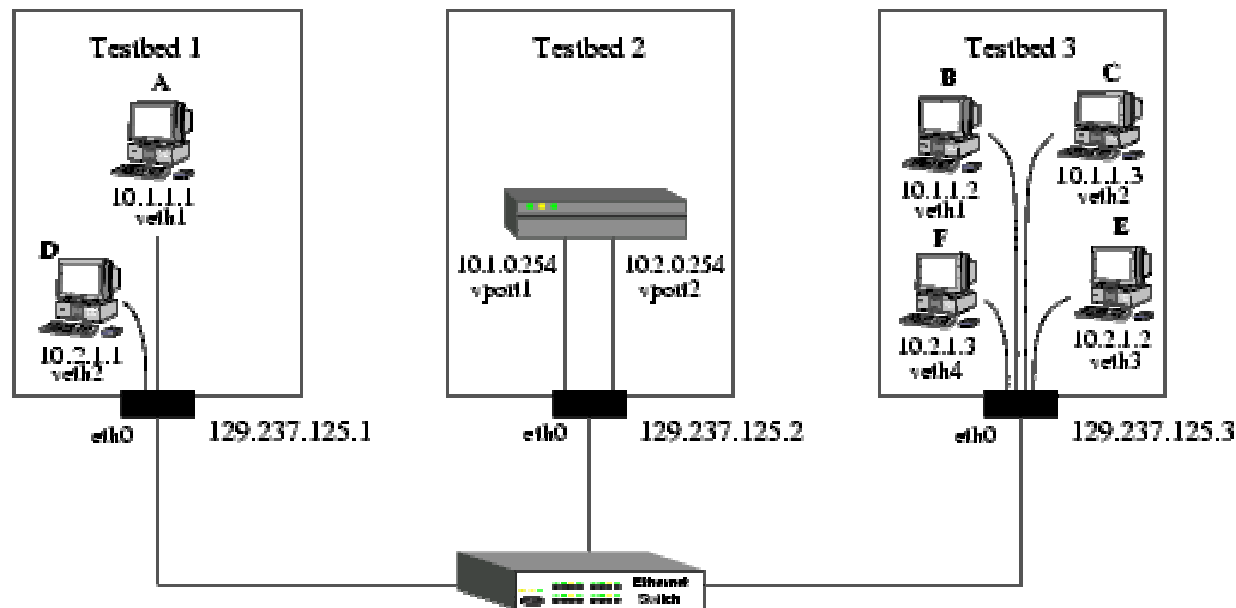 Testbed 1
A
10.1.1.1
veth1
D
10.2.1.1
veth2
eth0
129.237.125.1
Testbed 2
10.1.0.254
vport1
10.2.0.254
vport2
eth0
129.237.125.2
Testbed 3
B
10.1.1.2
veth1
C
10.1.1.3
veth2
F
10.2.1.3
veth4
E
10.2.1.2
veth3
eth0
129.237.125.3
Ethernet
Switch